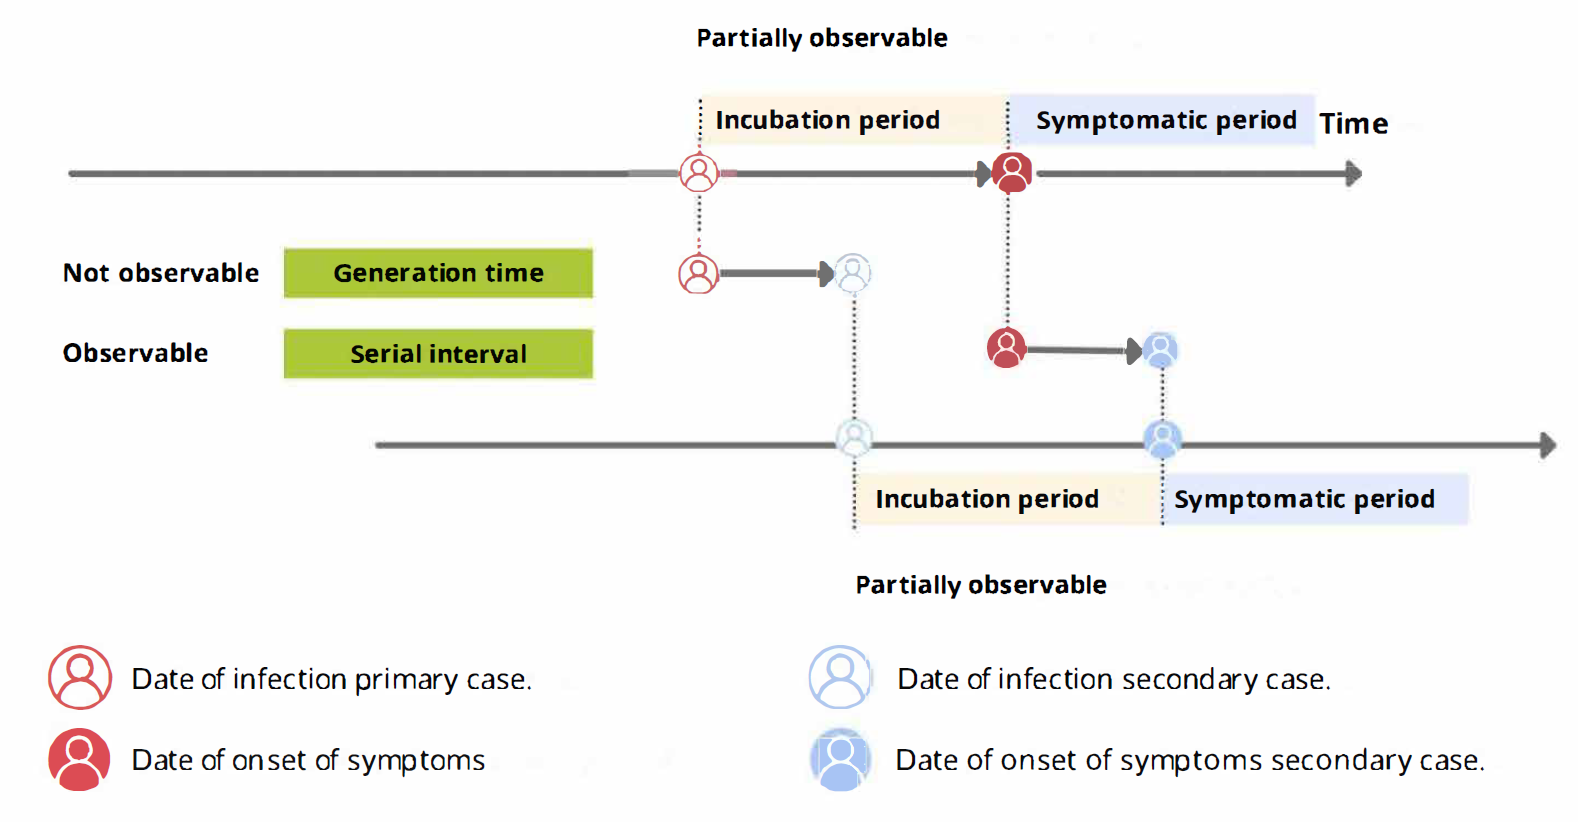 Partially observable
Incubation period
Symptomatic period
Time
Not observable
Generation time
Observable
Serial interval
Incubation period
Symptomatic period
Partially observable
Date of infection primary case.
Date of infection secondary case.
Date of onset of symptoms
Date of onset of symptoms secondary case.